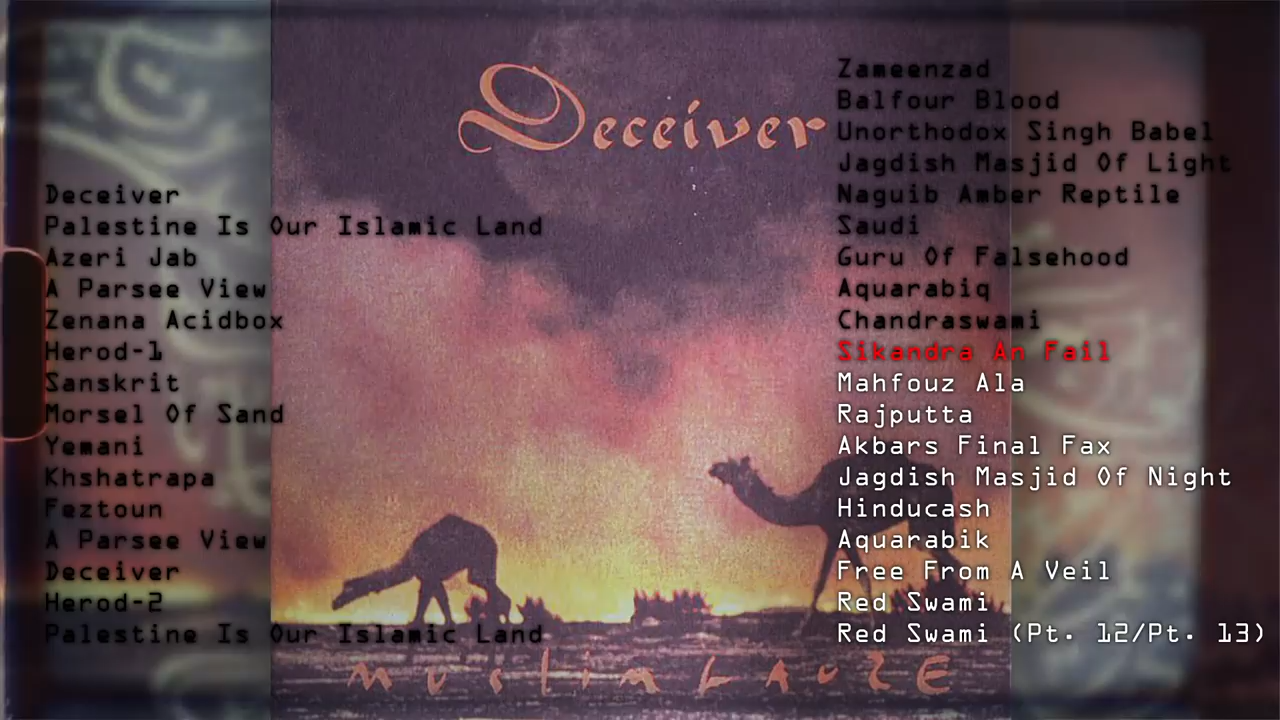 Deceiver
Deceiver
Palestine Is Our Islamic Land
Azeri Jab
A Parsee View
Zenana Acidbox
Herod-1
Sanskrit
Morsel Of Sand
Yemani
Khshatrapa
Feztoun
A Parsee View
Deceiver
Herod-2
Palestine Is Our Islamic Land
Zameenzad
Balfour Blood
Unorthodox Singh Babel
Jagdish Masjid Of Light
Naguib Amber Reptile
Saudi
Guru Of Falsehood
Aquarabiq
Chandraswami
Sikandra An Fail
Mahfouz Ala
Rajputta
Akbars Final Fax
Jagdish Masjid Of Night
Hinducash
Aquarabik
Free From A Veil
Red Swami
Red Swami (Pt. 12/Pt. 13)
muslimGAUZE